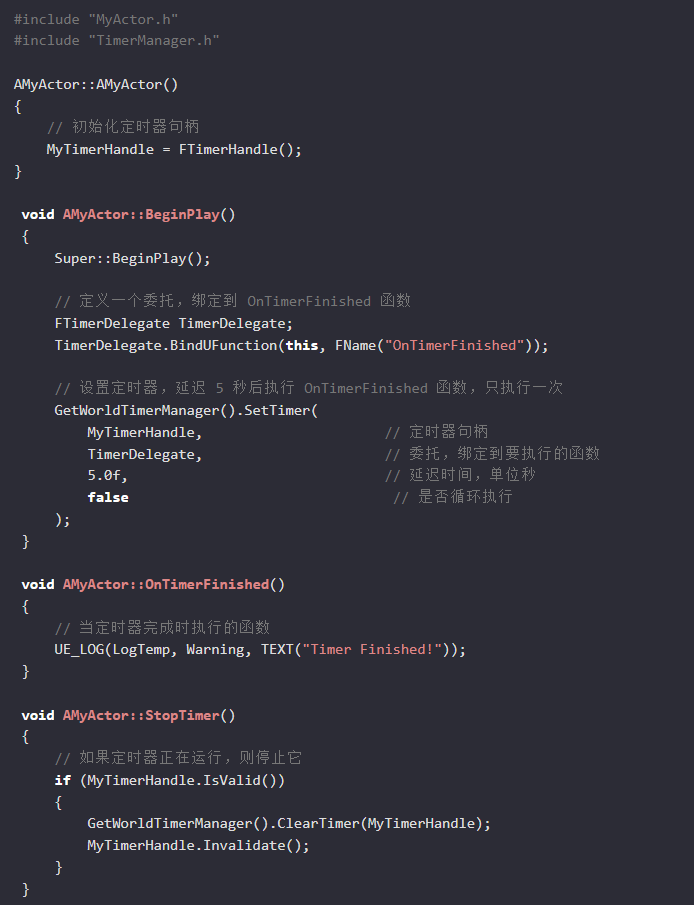 #include "MyActor.h"
#include "TimerManager.h"
AMyActor::AMyActor()
{
// 初始化定时器句柄
MyTimerHandle = FTimerHandle();
}
void AMyActor::BeginPlay()
{
Super::BeginPlay();
// 定义一个委托，绑定到 OnTimerFinished 函数
FTimerDelegate TimerDelegate;
TimerDelegate.BindUFunction(this, FName("OnTimerFinished"));
// 设置定时器，延迟 5 秒后执行 OnTimerFinished 函数，只执行一次
GetWorldTimerManager().SetTimer(
MyTimerHandle, // 定时器句柄
TimerDelegate, // 委托，绑定到要执行的函数
5.0f, // 延迟时间，单位秒
false // 是否循环执行
);
}
void AMyActor::OnTimerFinished()
{
// 当定时器完成时执行的函数
UE_LOG(LogTemp, Warning, TEXT("Timer Finished!"));
}
void AMyActor::StopTimer()
{
// 如果定时器正在运行，则停止它
if (MyTimerHandle.IsValid())
{
GetWorldTimerManager().ClearTimer(MyTimerHandle);
MyTimerHandle.Invalidate();
}
}